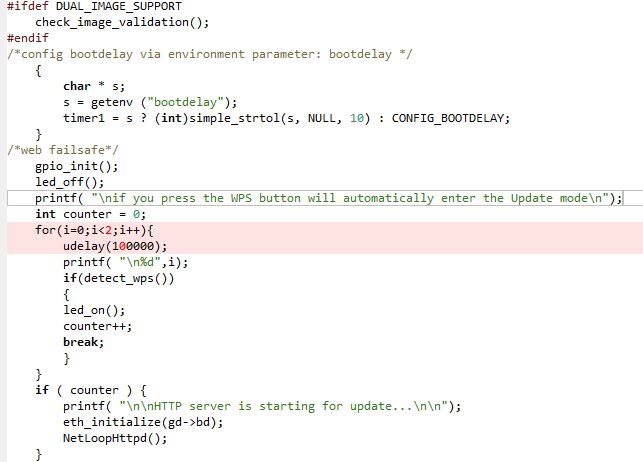 #ifdef DUAL_IMAGE_SUPPORT
    check_image_validation();
#endif
/*config bootdelay via environment parameter: bootdelay */
    {
        char * s;
        s = getenv ("bootdelay");
        timer1 = s ? (int)simple_strtol(s, NULL, 10) : CONFIG_BOOTDELAY;
    }
/*web failsafe*/
    gpio_init();
    led_off();
    printf( "\nif you press the WPS button will automatically enter the Update mode\n");
    int counter = 0;
    for(i=0;i<2;i++){
        udelay(100000);
        printf( "\n%d",i);
        if(detect_wps())
        {
        led_on();
        counter++;
        break;
        }
    }
    if ( counter ) {
        printf( "\n\nHTTP server is starting for update...\n\n");
        eth_initialize(gd->bd);
        NetLoopHttpd();
    }